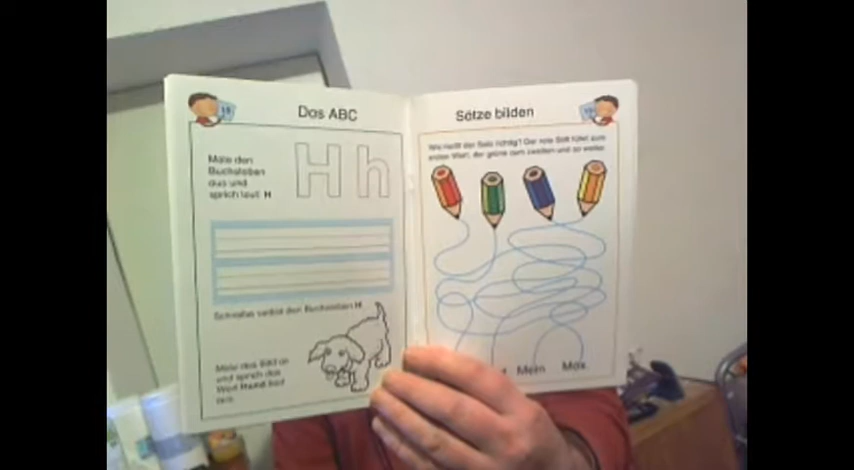 Das ABC
Male den
Buchstaben
aus und
sprich laut: H
H h
Schreibe selbst den Buchstaben H
Male das Bild an
und sprich das
Wort Hund laut
Sätze bilden
Wie heißt der Satz richtig? Der rote Stift führt zum
ersten Wort, der grüne zum zweiten und so weiter.
Mein Max